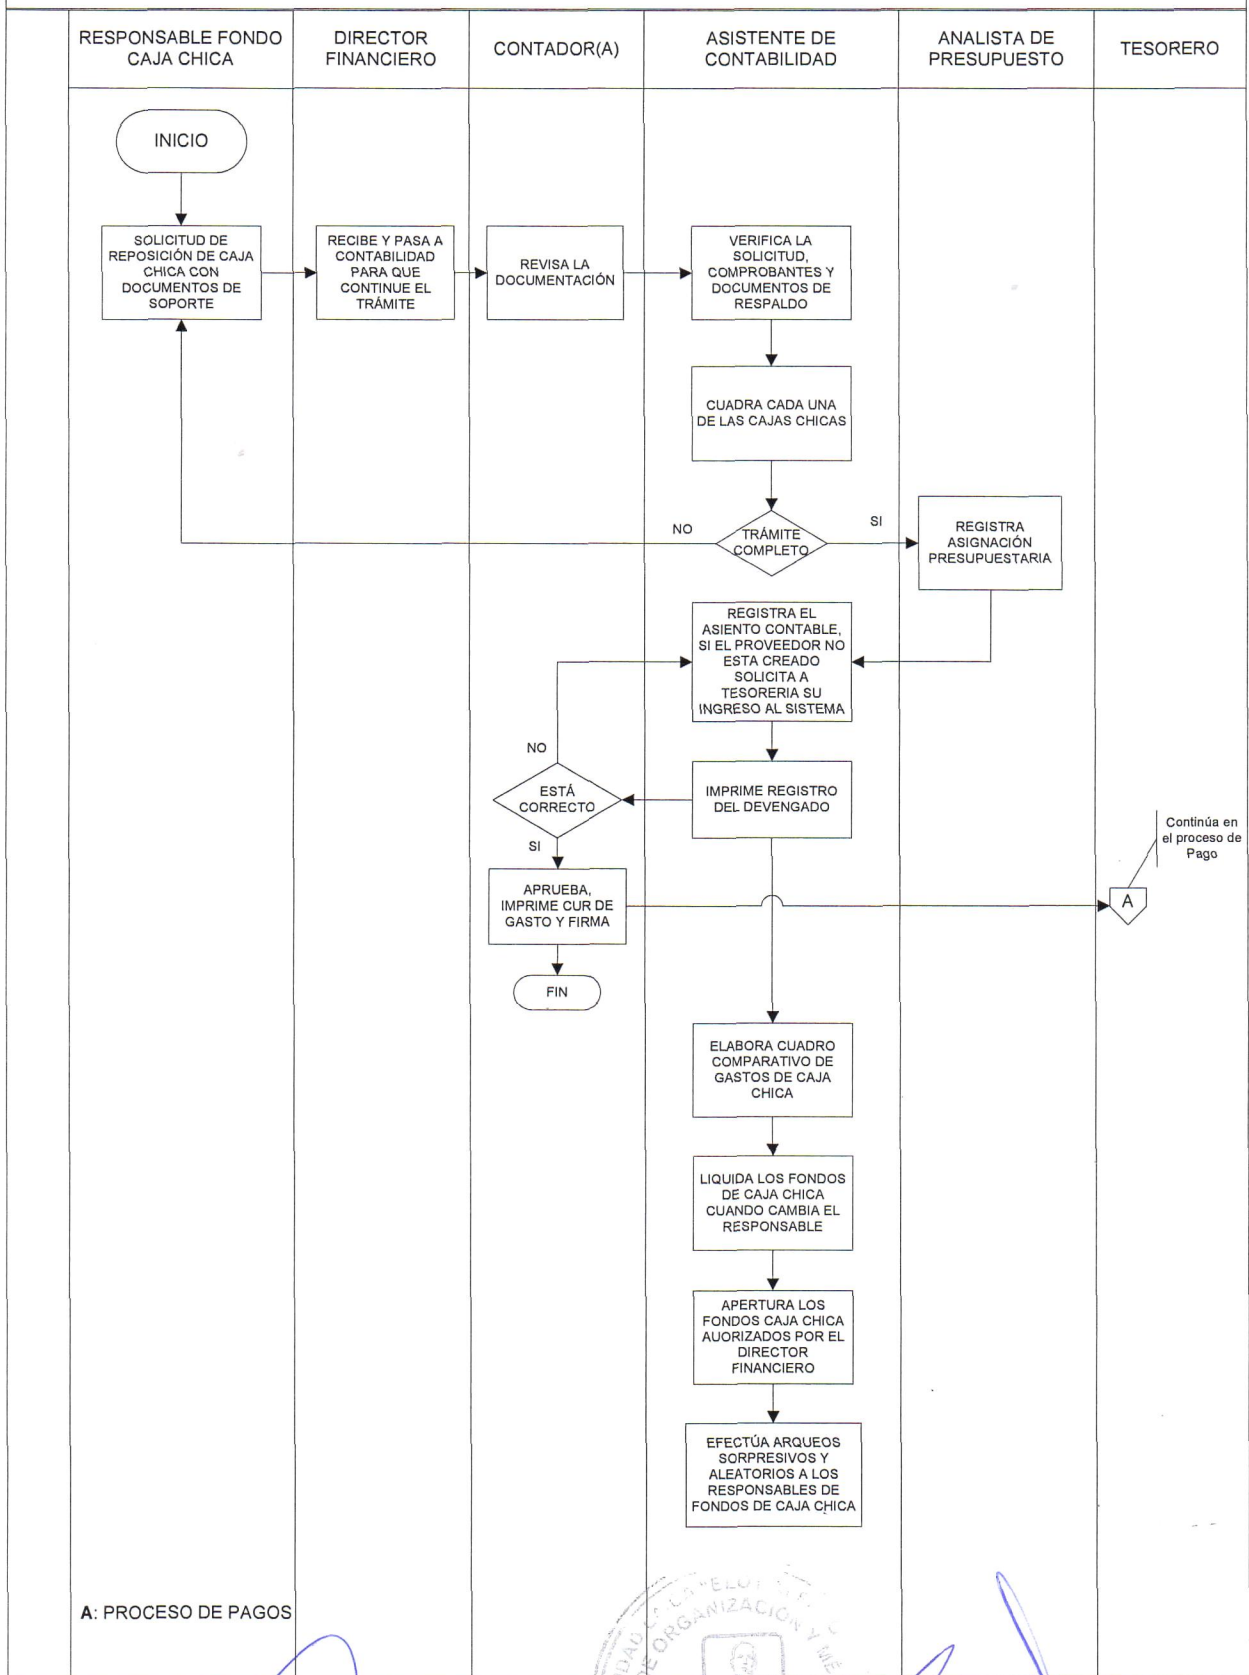 RESPONSABLE FONDO
CAJA CHICA
DIRECTOR
FINANCIERO
CONTADOR(A)
ASISTENTE DE
CONTABILIDAD
ANALISTA DE
PRESUPUESTO
TESORERO
INICIO
SOLICITUD DE
REPOSICIÓN DE CAJA
CHICA CON
DOCUMENTOS DE
SOPORTE
RECIBE Y PASA A
CONTABILIDAD
PARA QUE
CONTINUE EL
TRÁMITE
REVISA LA
DOCUMENTACIÓN
VERIFICA LA
SOLICITUD,
COMPROBANTES Y
DOCUMENTOS DE
RESPALDO
CUADRA CADA UNA
DE LAS CAJAS CHICAS
NO
TRÁMITE
COMPLETO
SI
REGISTRA
ASIGNACIÓN
PRESUPUESTARIA
REGISTRA EL
ASIENTO CONTABLE,
SI EL PROVEEDOR NO
ESTA CREADO
SOLICITA A
TESORERIA SU
INGRESO AL SISTEMA
NO
ESTÁ
CORRECTO
SI
IMPRIME REGISTRO
DEL DEVENGADO
Continúa en
el proceso de
Pago
APRUEBA,
IMPRIME CUR DE
GASTO Y FIRMA
A
FIN
ELABORA CUADRO
COMPARATIVO DE
GASTOS DE CAJA
CHICA
LIQUIDA LOS FONDOS
DE CAJA CHICA
CUANDO CAMBIA EL
RESPONSABLE
APERTURA LOS
FONDOS CAJA CHICA
AUORIZADOS POR EL
DIRECTOR
FINANCIERO
EFECTÚA ARQUEOS
SORPRESIVOS Y
ALEATORIOS A LOS
RESPONSABLES DE
FONDOS DE CAJA CHICA
A: PROCESO DE PAGOS
DE ORGANIZACIÓN Y